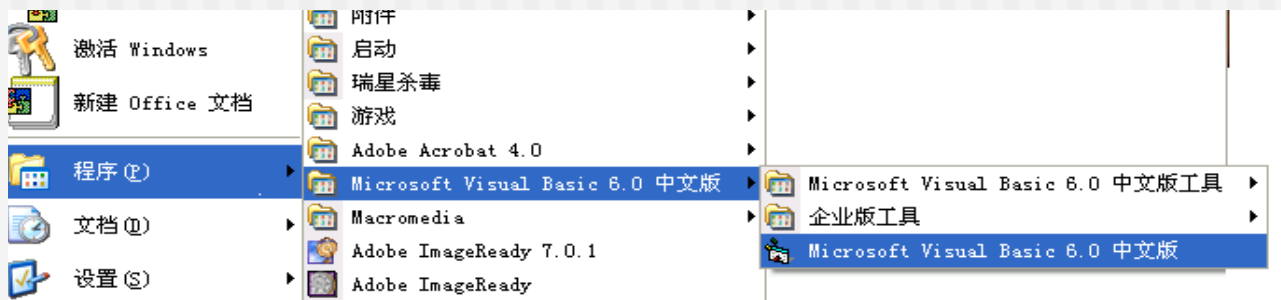 激活 Windows
新建 Office 文档
程序(P)
文档(D)
设置(S)
附件
启动
瑞星杀毒
游戏
Adobe Acrobat 4.0
Microsoft Visual Basic 6.0 中文版
Macromedia
Adobe ImageReady 7.0.1
Adobe ImageReady
Microsoft Visual Basic 6.0 中文版工具
企业版工具
Microsoft Visual Basic 6.0 中文版